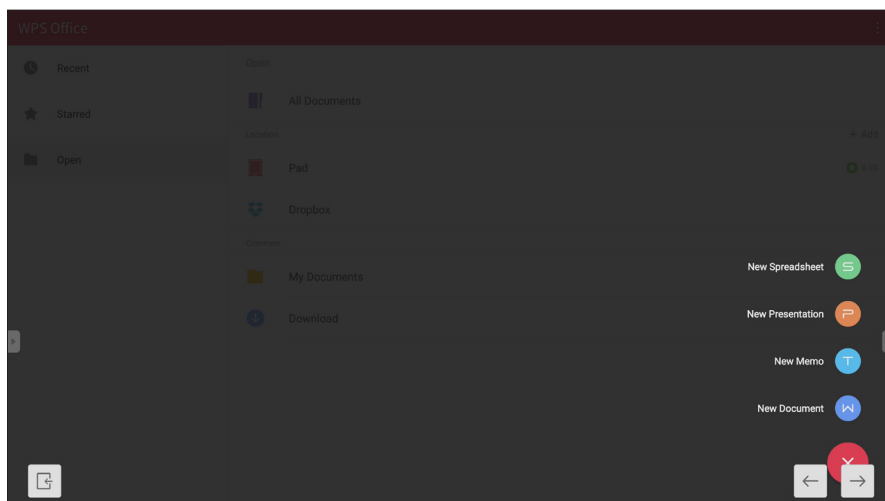 WPS Office
Recent
Starred
Open
Open
All Documents
Location
+ Add
Pad
Dropbox
Common
My Documents
Download
New Spreadsheet S
New Presentation P
New Memo T
New Document W